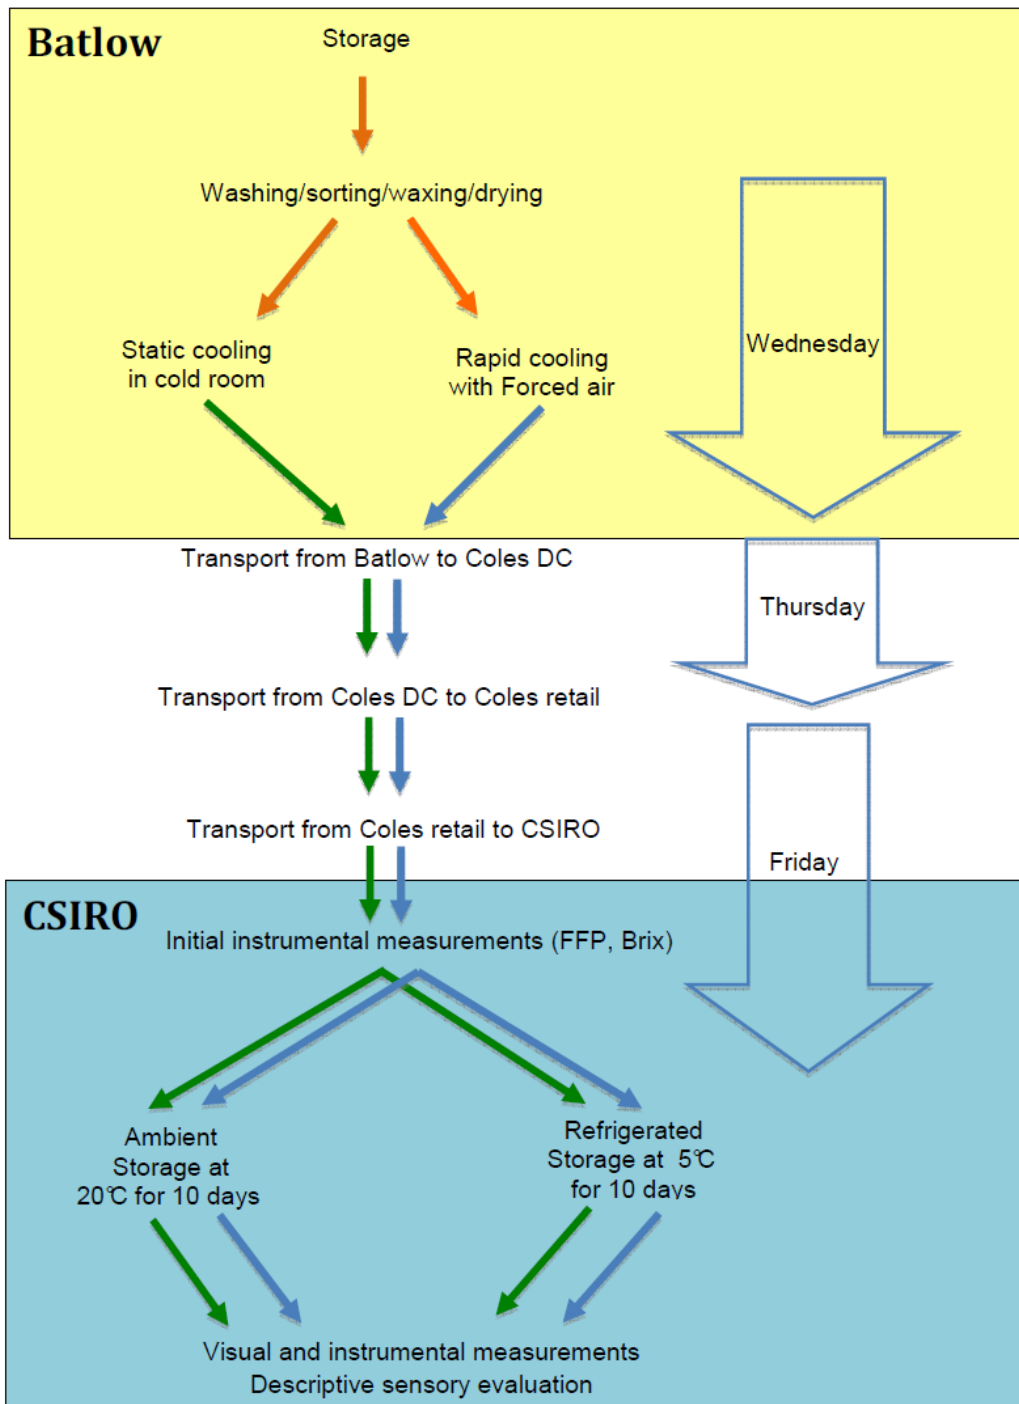 Batlow
Storage
Washing/sorting/waxing/drying
Static cooling
in cold room
Rapid cooling
with Forced air
Wednesday
Transport from Batlow to Coles DC
Thursday
Transport from Coles DC to Coles retail
Transport from Coles retail to CSIRO
Friday
CSIRO
Initial instrumental measurements (FFP, Brix)
Ambient
Storage at
20°C for 10 days
Refrigerated
Storage at 5°C
for 10 days
Visual and instrumental measurements
Descriptive sensory evaluation